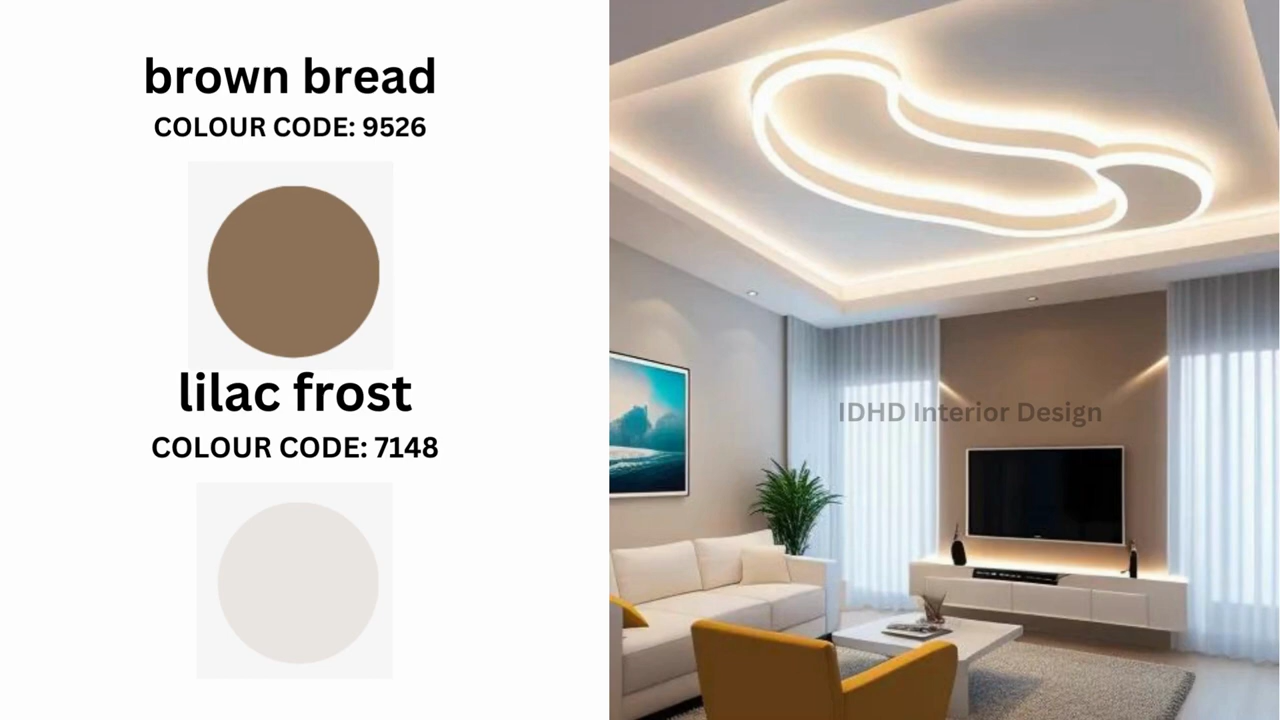 brown bread
COLOUR CODE: 9526
lilac frost
COLOUR CODE: 7148
IDHD Interior Design